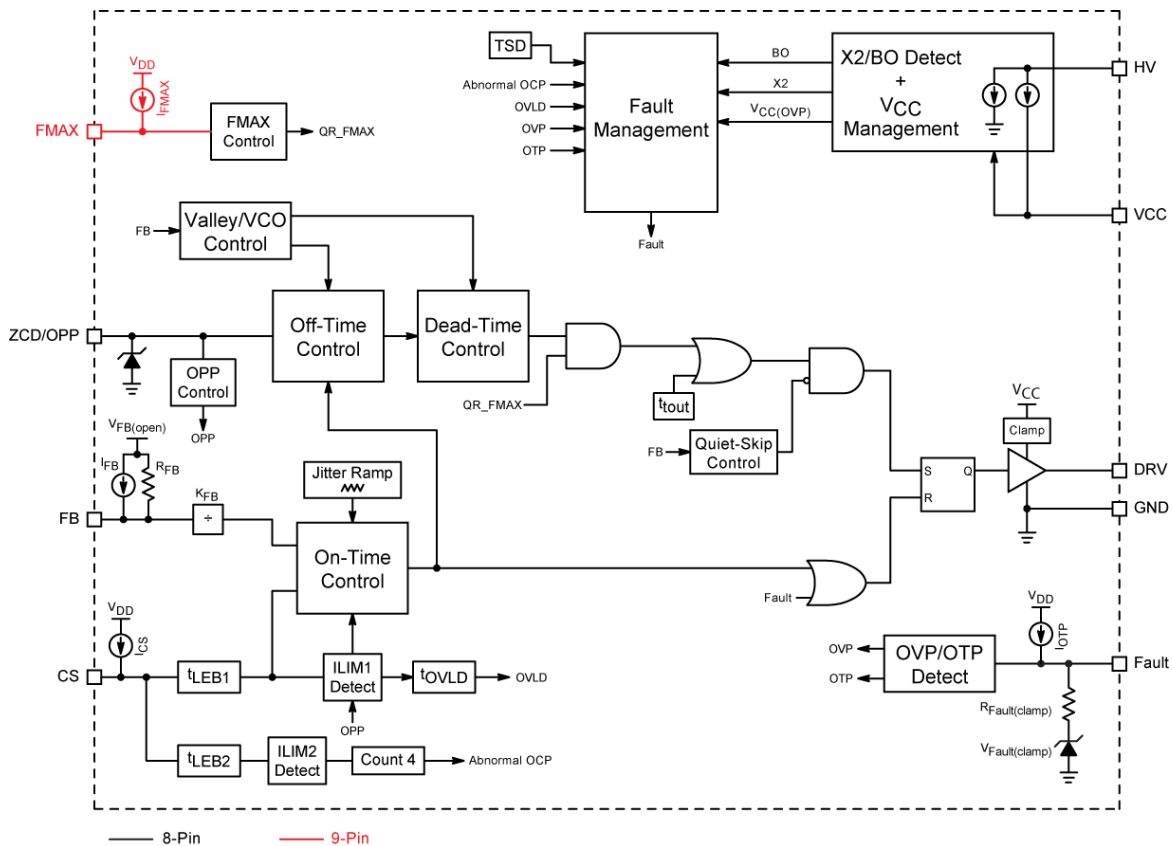 VDD
IFMAX
FMAX
FMAX
Control
QR_FMAX
TSD
Abnormal OCP
OVLD
OVP
OTP
Fault
Management
Fault
BO
X2
VCC(OVP)
X2/BO Detect
+
VCC
Management
HV
VCC
FB
Valley/VCO
Control
ZCD/OPP
OPP
Control
OPP
Off-Time
Control
Dead-Time
Control
QR_FMAX
ttout
FB
Quiet-Skip
Control
VCC
Clamp
S
Q
R
DRV
GND
VFB(open)
IFB
RFB
FB
KFB
÷
Jitter Ramp
On-Time
Control
Fault
VDD
ICS
CS
tLEB1
ILIM1
Detect
OPP
tOVLD
OVLD
tLEB2
ILIM2
Detect
Count 4
Abnormal OCP
OVP
OTP
OVP/OTP
Detect
VDD
IOTP
Fault
RFault(clamp)
VFault(clamp)
8-Pin
9-Pin